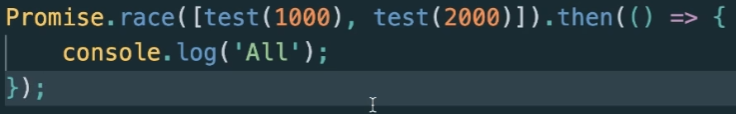 Promise.race([test(1000), test(2000)]).then(() => {
    console.log('All');
});